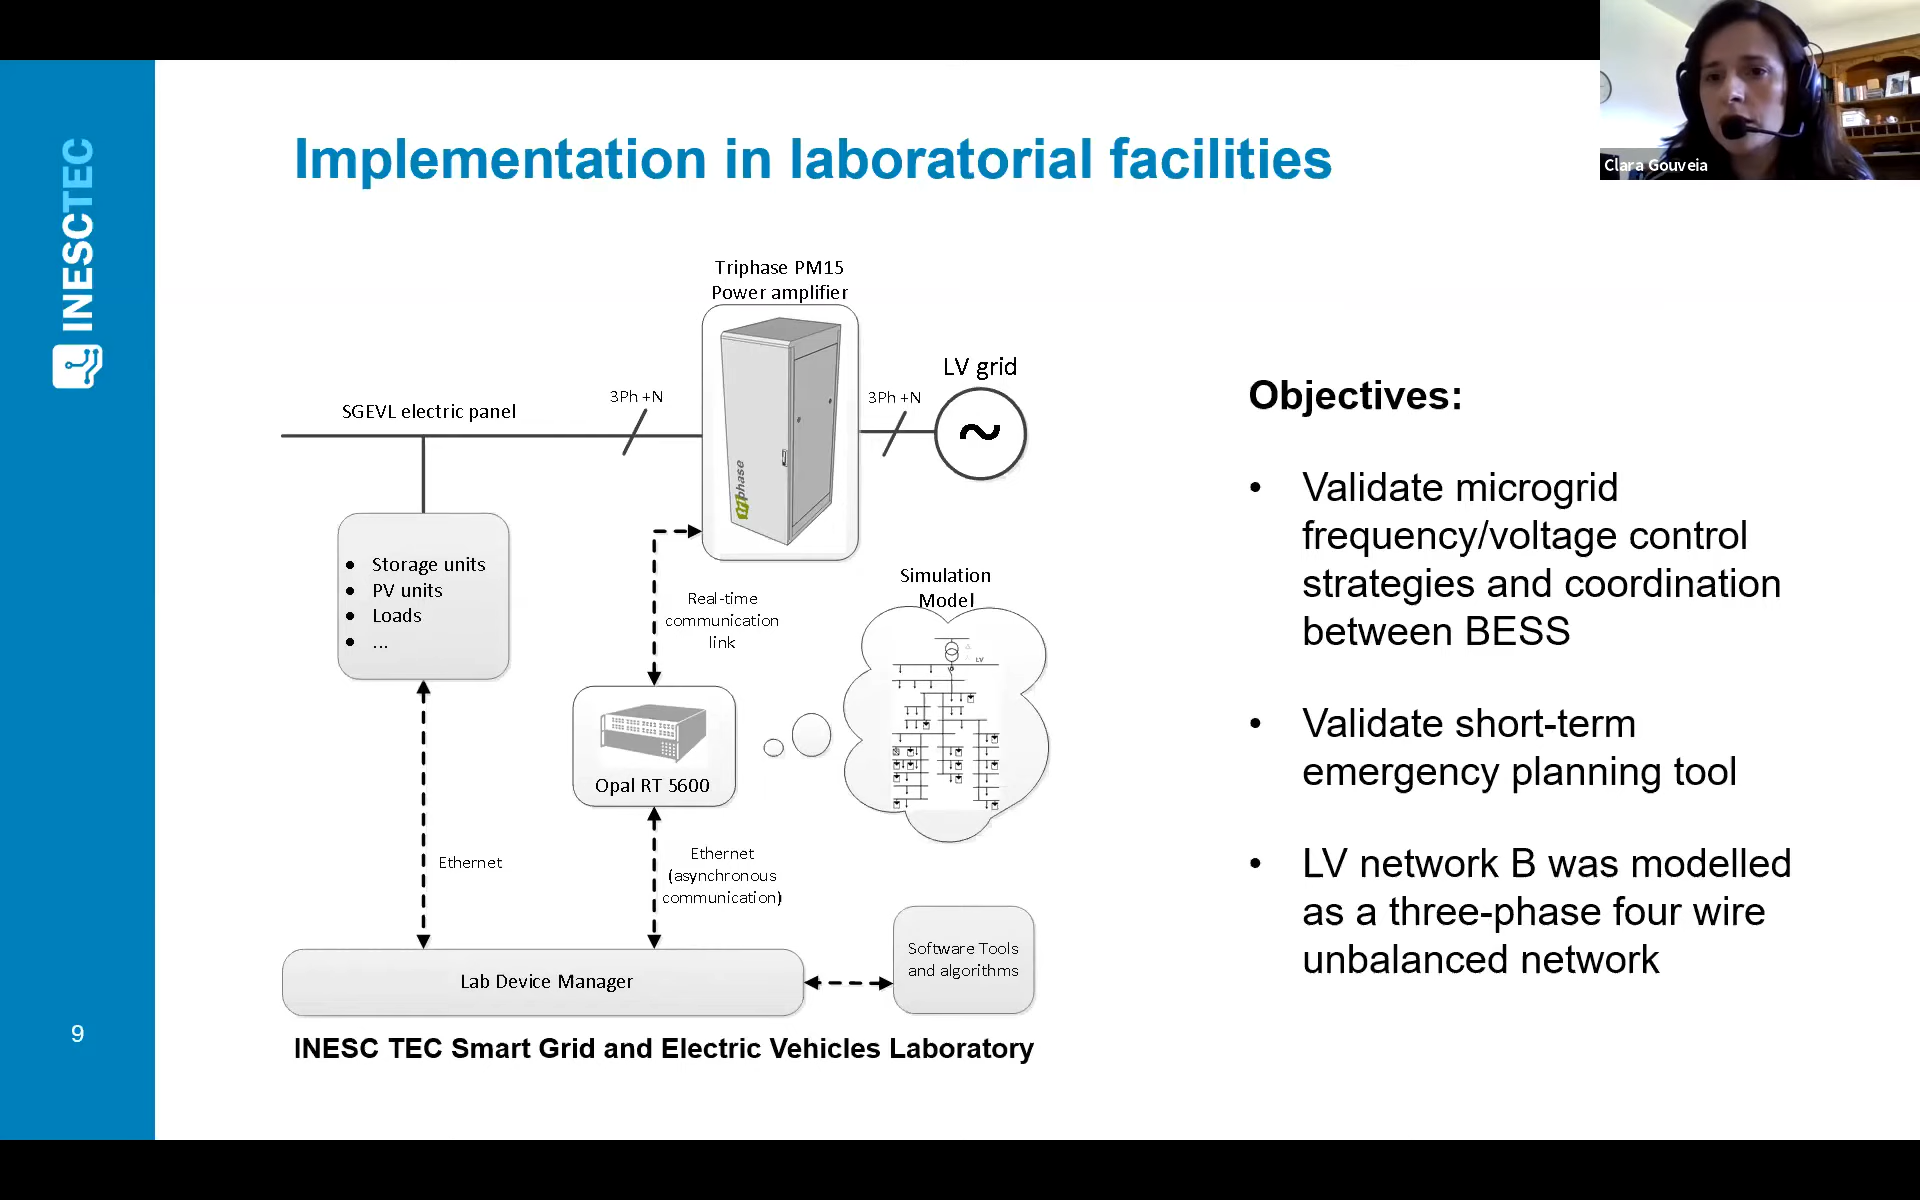 Clara Gouveia
INESCTEC
Implementation in laboratorial facilities
Triphase PM15
Power amplifier
LV grid
3Ph +N
3Ph +N
SGEVL electric panel
triphase
● Storage units
● PV units
● Loads
● ...
Real-time
communication
link
Simulation
Model
LV
Opal RT 5600
Ethernet
Ethernet
(asynchronous
communication)
Software Tools
and algorithms
Lab Device Manager
INESC TEC Smart Grid and Electric Vehicles Laboratory
Objectives:
• Validate microgrid
frequency/voltage control
strategies and coordination
between BESS
• Validate short-term
emergency planning tool
• LV network B was modelled
as a three-phase four wire
unbalanced network
9